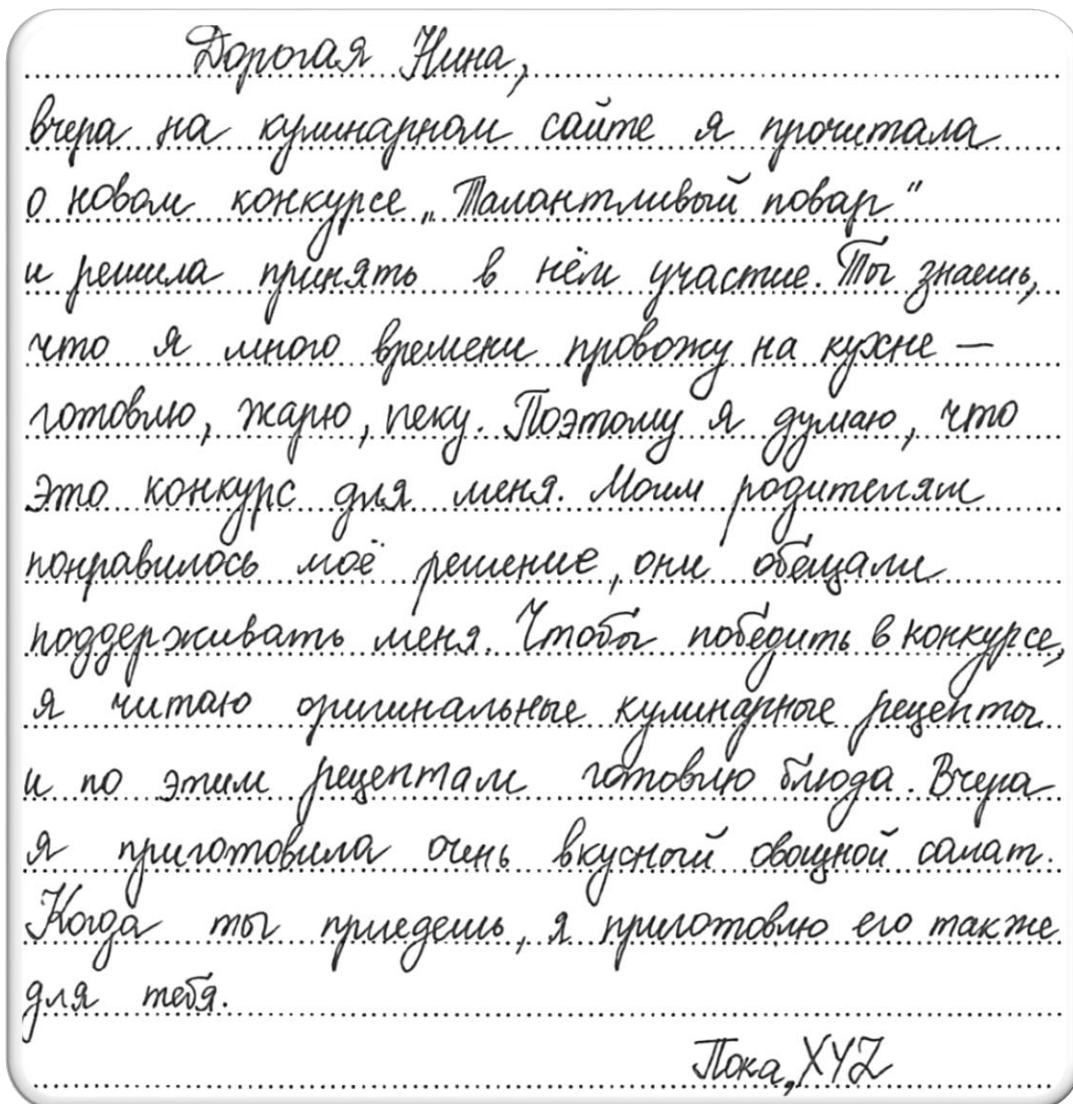 Дорогая Нина,
вчера на кулинарном сайте я прочитала
о новом конкурсе „Талантливый повар“
и решила принять в нём участие. Ты знаешь,
что я много времени провожу на кухне –
готовлю, жарю, пеку. Поэтому я думаю, что
это конкурс для меня. Моим родителям
понравилось моё решение, они обещали
поддерживать меня. Чтобы победить в конкурсе,
я читаю оригинальные кулинарные рецепты
и по этим рецептам готовлю блюда. Вчера
я приготовила очень вкусный овощной салат.
Когда ты приедешь, я приготовлю его также
для тебя.
Пока, XYZ